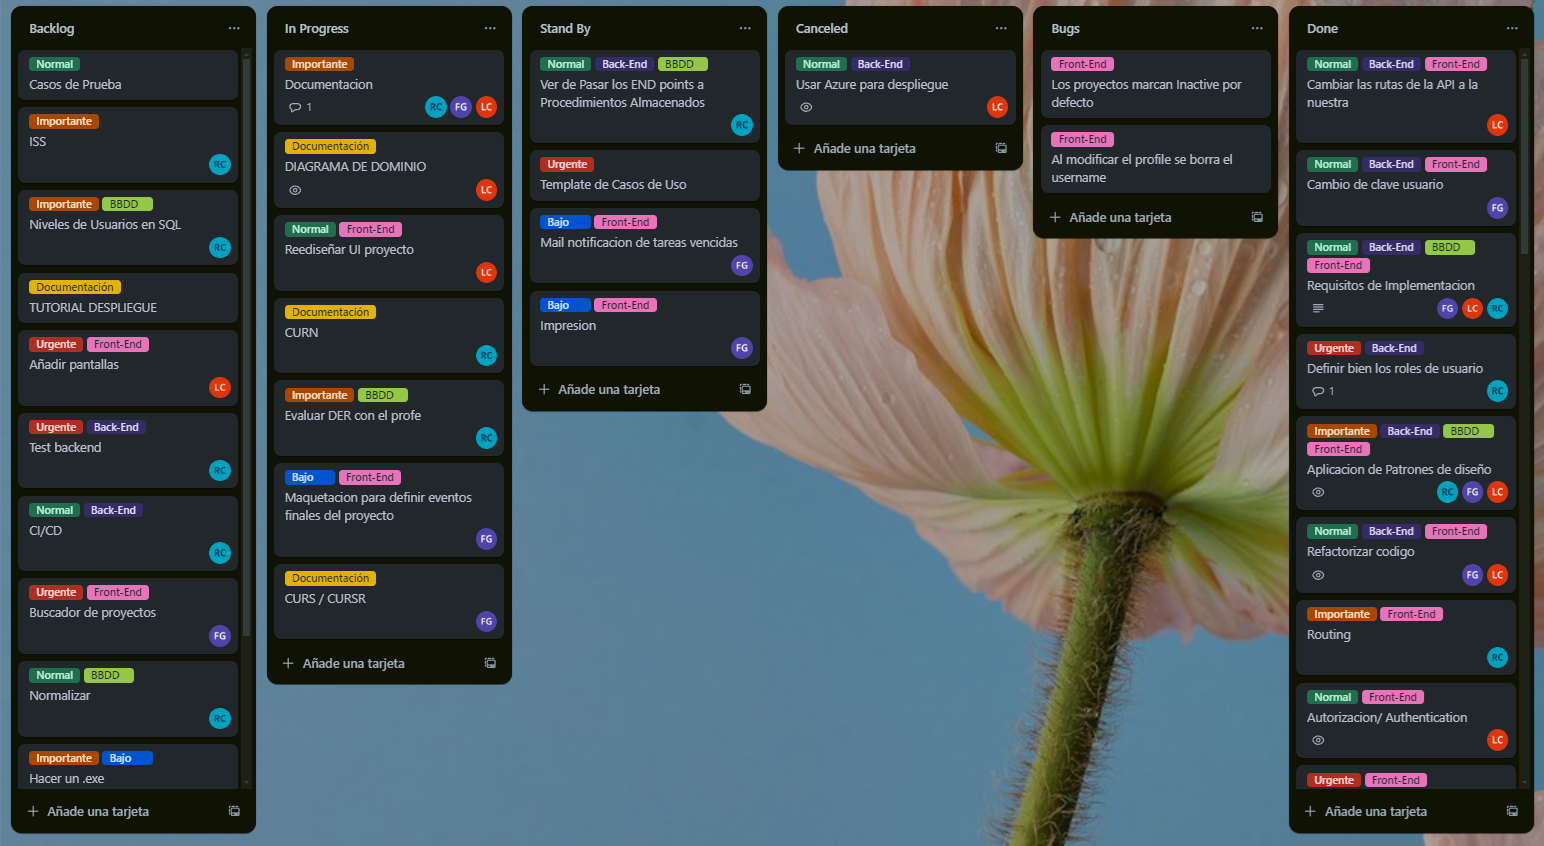 Backlog
Normal
Casos de Prueba
Importante
ISS
RC
Importante BBDD
Niveles de Usuarios en SQL
RC
Documentación
TUTORIAL DESPLIEGUE
Urgente Front-End
Añadir pantallas
LC
Urgente Back-End
Test backend
RC
Normal Back-End
CI/CD
RC
Urgente Front-End
Buscador de proyectos
FG
Normal BBDD
Normalizar
RC
Importante Bajo
Hacer un .exe
+ Añade una tarjeta
In Progress
Importante
Documentacion
1 RC FG LC
Documentación
DIAGRAMA DE DOMINIO
LC
Normal Front-End
Reediseñar UI proyecto
LC
Documentación
CURN
RC
Importante BBDD
Evaluar DER con el profe
RC
Bajo Front-End
Maquetacion para definir eventos
finales del proyecto
FG
Documentación
CURS / CURSR
FG
+ Añade una tarjeta
Stand By
Normal Back-End BBDD
Ver de Pasar los END points a
Procedimientos Almacenados
RC
Urgente
Template de Casos de Uso
Bajo Front-End
Mail notificacion de tareas vencidas
FG
Bajo Front-End
Impresion
FG
+ Añade una tarjeta
Canceled
Normal Back-End
Usar Azure para despliegue
LC
+ Añade una tarjeta
Bugs
Front-End
Los proyectos marcan Inactive por
defecto
Front-End
Al modificar el profile se borra el
username
+ Añade una tarjeta
Done
Normal Back-End Front-End
Cambiar las rutas de la API a la
nuestra
LC
Normal Back-End Front-End
Cambio de clave usuario
FG
Normal Back-End BBDD
Front-End
Requisitos de Implementacion
FG LC RC
Urgente Back-End
Definir bien los roles de usuario
1 RC
Importante Back-End BBDD
Front-End
Aplicacion de Patrones de diseño
RC FG LC
Normal Back-End Front-End
Refactorizar codigo
FG LC
Importante Front-End
Routing
RC
Normal Front-End
Autorizacion/ Authentication
LC
Urgente Front-End
+ Añade una tarjeta